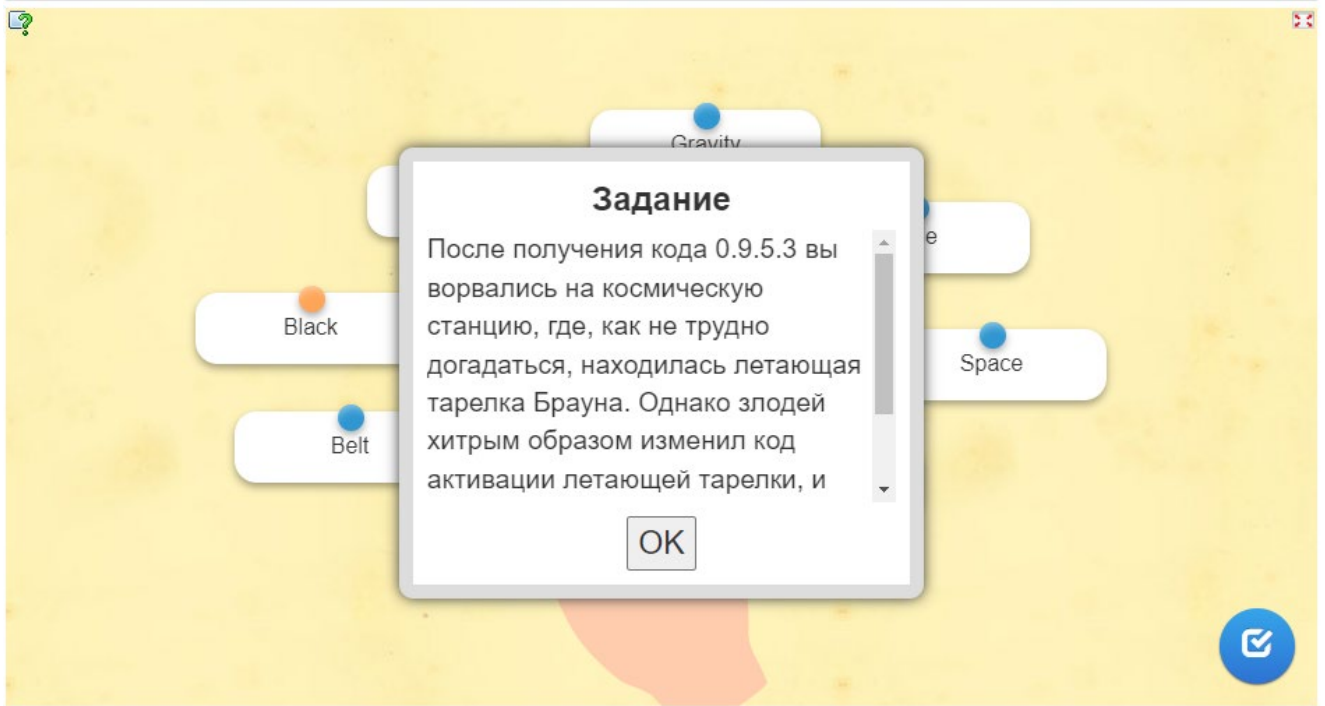 Gravity
Задание
После получения кода 0.9.5.3 вы
ворвались на космическую
станцию, где, как не трудно
догадаться, находилась летающая
тарелка Брауна. Однако злодей
хитрым образом изменил код
активации летающей тарелки, и
OK
Black
Space
Belt